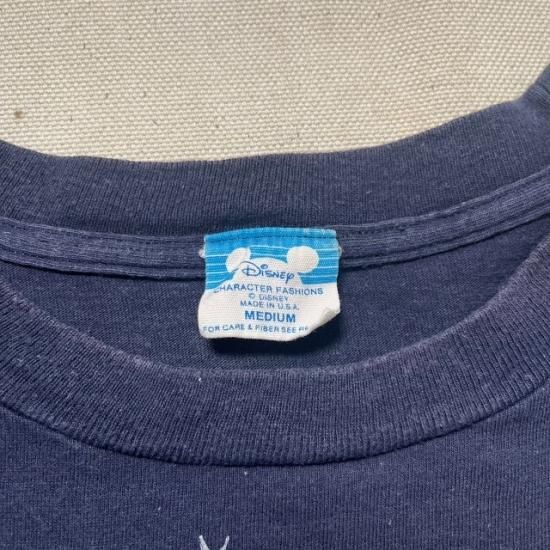 Disney
CHARACTER FASHIONS
© DISNEY
MADE IN U.S.A.
MEDIUM
FOR CARE & FIBER SEE